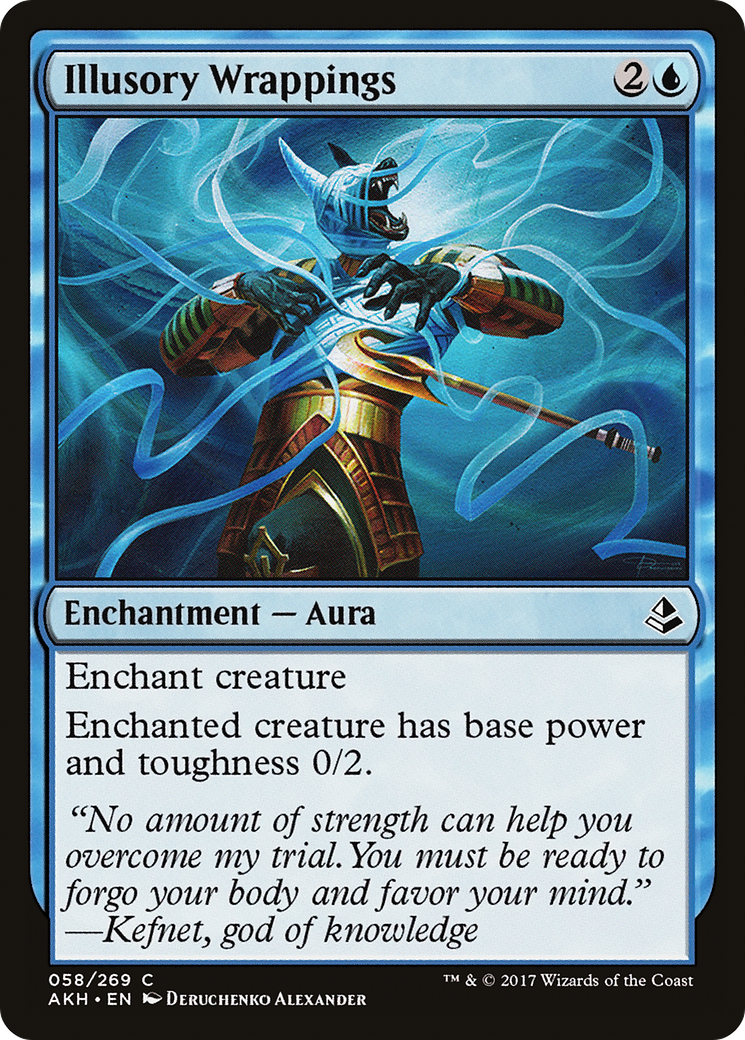 Illusory Wrappings 2
Enchantment — Aura
Enchant creature
Enchanted creature has base power
and toughness 0/2.
“No amount of strength can help you
overcome my trial. You must be ready to
forgo your body and favor your mind.”
—Kefnet, god of knowledge
058/269 C ™ & © 2017 Wizards of the Coast
AKH • EN Deruchenko Alexander